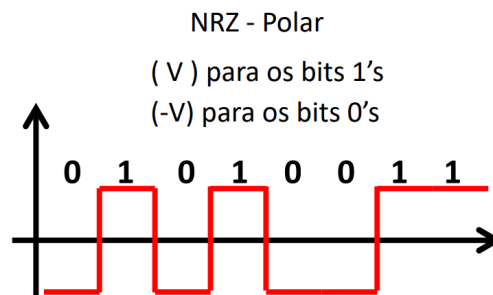 NRZ - Polar
( V ) para os bits 1's
(-V) para os bits 0's
0 1 0 1 0 0 1 1